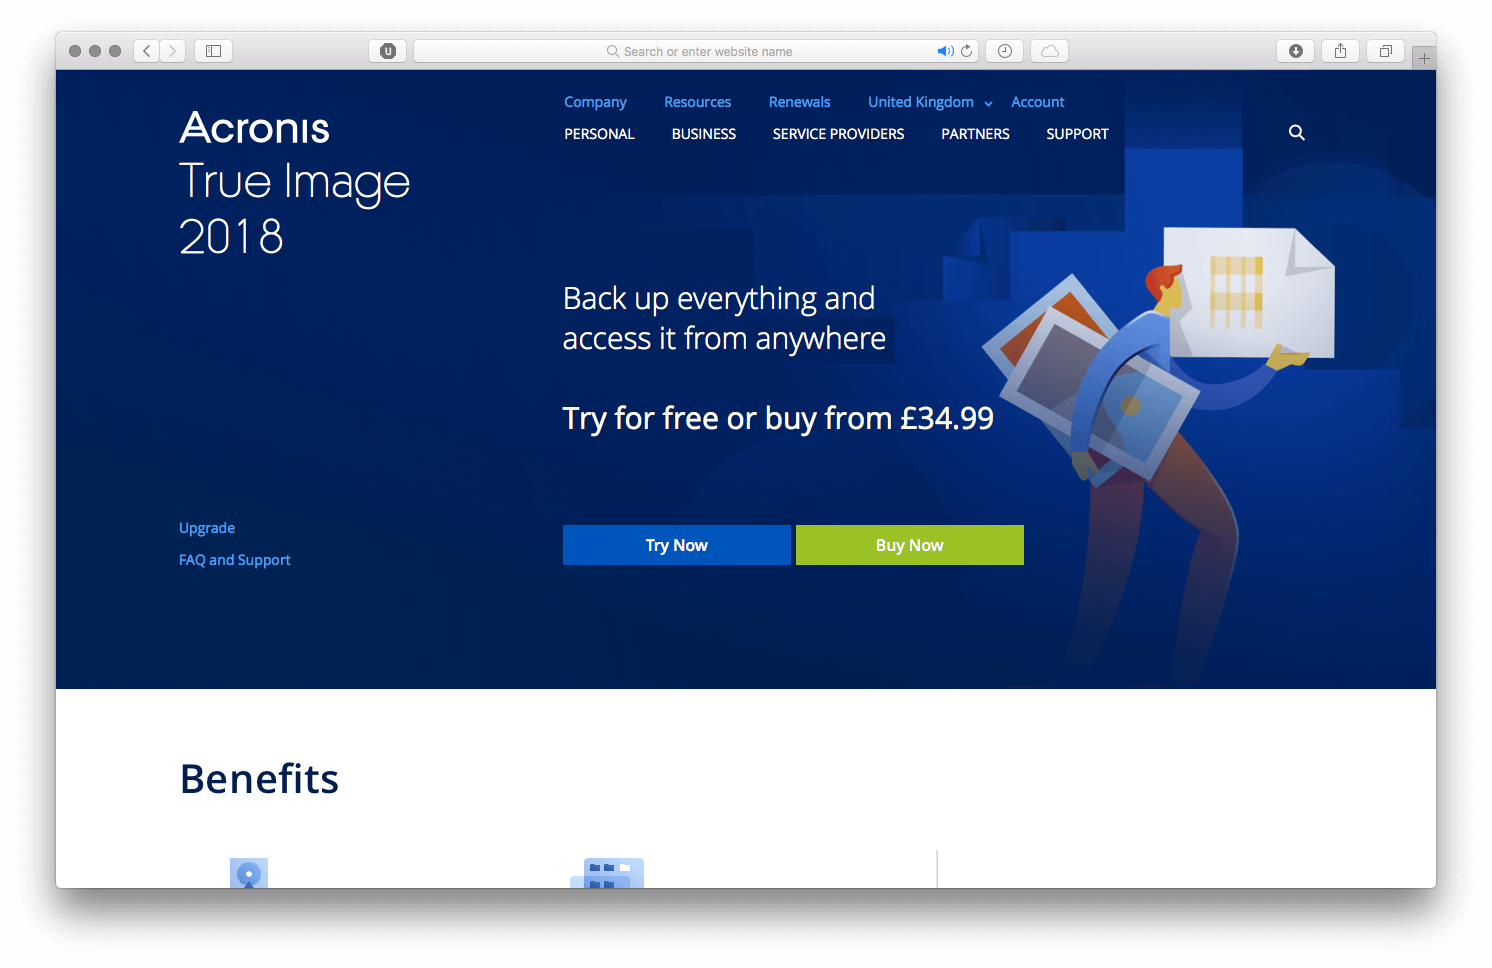 U
Search or enter website name
Company Resources Renewals United Kingdom Account
PERSONAL BUSINESS SERVICE PROVIDERS PARTNERS SUPPORT
Acronis
True Image
2018
Back up everything and
access it from anywhere
Try for free or buy from £34.99
Upgrade
FAQ and Support
Try Now
Buy Now
Benefits